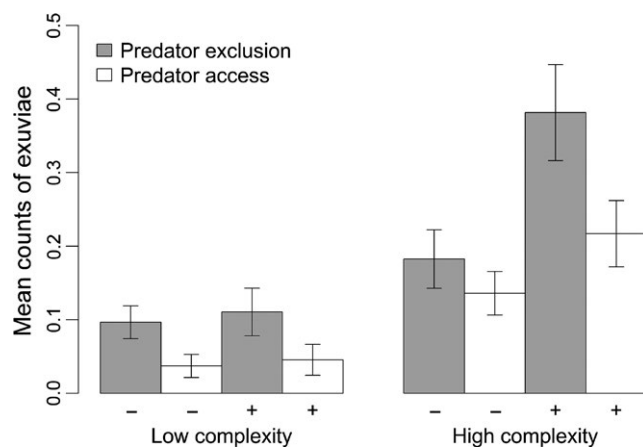 Predator exclusion
Predator access
Mean counts of exuviae
0.5
0.4
0.3
0.2
0.1
0.0
– – + +
– – + +
Low complexity
High complexity